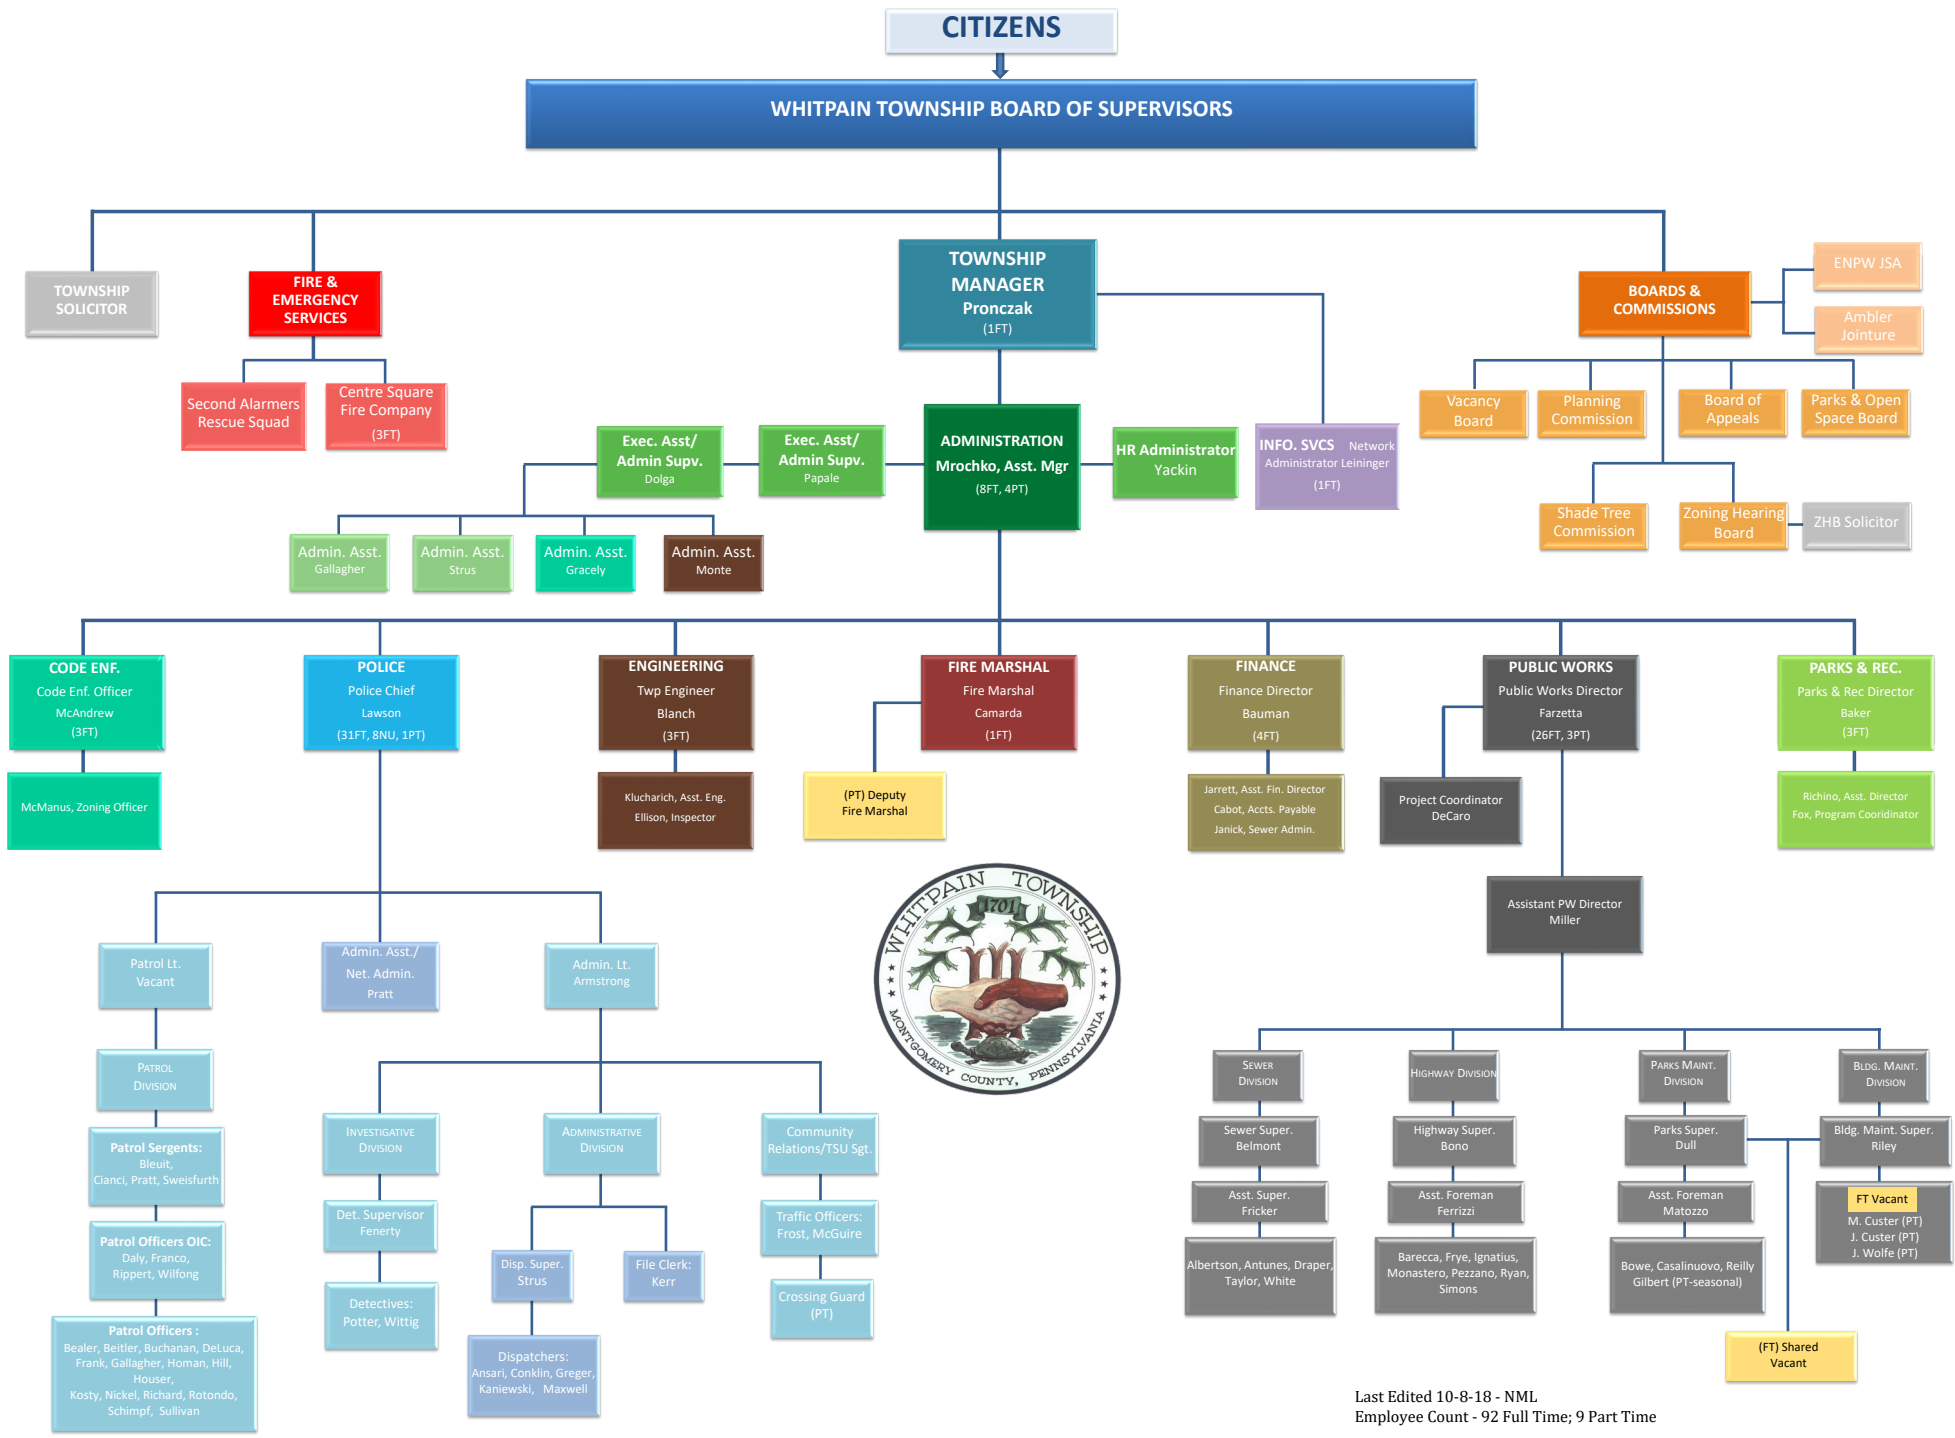 CITIZENS
WHITPAIN TOWNSHIP BOARD OF SUPERVISORS
TOWNSHIP
SOLICITOR
FIRE &
EMERGENCY
SERVICES
Second Alarmers
Rescue Squad
Centre Square
Fire Company
(3FT)
TOWNSHIP
MANAGER
Pronczak
(1FT)
BOARDS &
COMMISSIONS
ENPW JSA
Ambler
Jointure
Vacancy
Board
Planning
Commission
Board of
Appeals
Parks & Open
Space Board
Shade Tree
Commission
Zoning Hearing
Board
ZHB Solicitor
Exec. Asst/
Admin Supv.
Dolga
Exec. Asst/
Admin Supv.
Papale
ADMINISTRATION
Mrochko, Asst. Mgr
(8FT, 4PT)
HR Administrator
Yackin
INFO. SVCS Network
Administrator Leininger
(1FT)
Admin. Asst.
Gallagher
Admin. Asst.
Strus
Admin. Asst.
Gracely
Admin. Asst.
Monte
CODE ENF.
Code Enf. Officer
McAndrew
(3FT)
McManus, Zoning Officer
POLICE
Police Chief
Lawson
(31FT, 8NU, 1PT)
ENGINEERING
Twp Engineer
Blanch
(3FT)
Klucharich, Asst. Eng.
Ellison, Inspector
FIRE MARSHAL
Fire Marshal
Camarda
(1FT)
(PT) Deputy
Fire Marshal
FINANCE
Finance Director
Bauman
(4FT)
Jarrett, Asst. Fin. Director
Cabot, Accts. Payable
Janick, Sewer Admin.
PUBLIC WORKS
Public Works Director
Farzetta
(26FT, 3PT)
Project Coordinator
DeCaro
PARKS & REC.
Parks & Rec Director
Baker
(3FT)
Richino, Asst. Director
Fox, Program Cooridinator
Assistant PW Director
Miller
Patrol Lt.
Vacant
Admin. Asst./
Net. Admin.
Pratt
Admin. Lt.
Armstrong
WHITPAIN TOWNSHIP
1701
MONTGOMERY COUNTY, PENNSYLVANIA
PATROL
DIVISION
Patrol Sergents:
Bleuit,
Cianci, Pratt, Sweisfurth
Patrol Officers OIC:
Daly, Franco,
Rippert, Wilfong
Patrol Officers :
Bealer, Beitler, Buchanan, DeLuca,
Frank, Gallagher, Homan, Hill,
Houser,
Kosty, Nickel, Richard, Rotondo,
Schimpf, Sullivan
INVESTIGATIVE
DIVISION
Det. Supervisor
Fenerty
Detectives:
Potter, Wittig
ADMINISTRATIVE
DIVISION
Disp. Super.
Strus
File Clerk:
Kerr
Dispatchers:
Ansari, Conklin, Greger,
Kaniewski, Maxwell
Community
Relations/TSU Sgt.
Traffic Officers:
Frost, McGuire
Crossing Guard
(PT)
SEWER
DIVISION
Sewer Super.
Belmont
Asst. Super.
Fricker
Albertson, Antunes, Draper,
Taylor, White
HIGHWAY DIVISION
Highway Super.
Bono
Asst. Foreman
Ferrizzi
Barecca, Frye, Ignatius,
Monastero, Pezzano, Ryan,
Simons
PARKS MAINT.
DIVISION
Parks Super.
Dull
Asst. Foreman
Matozzo
Bowe, Casalinuovo, Reilly
Gilbert (PT-seasonal)
BLDG. MAINT.
DIVISION
Bldg. Maint. Super.
Riley
FT Vacant
M. Custer (PT)
J. Custer (PT)
J. Wolfe (PT)
(FT) Shared
Vacant
Last Edited 10-8-18 - NML
Employee Count - 92 Full Time; 9 Part Time